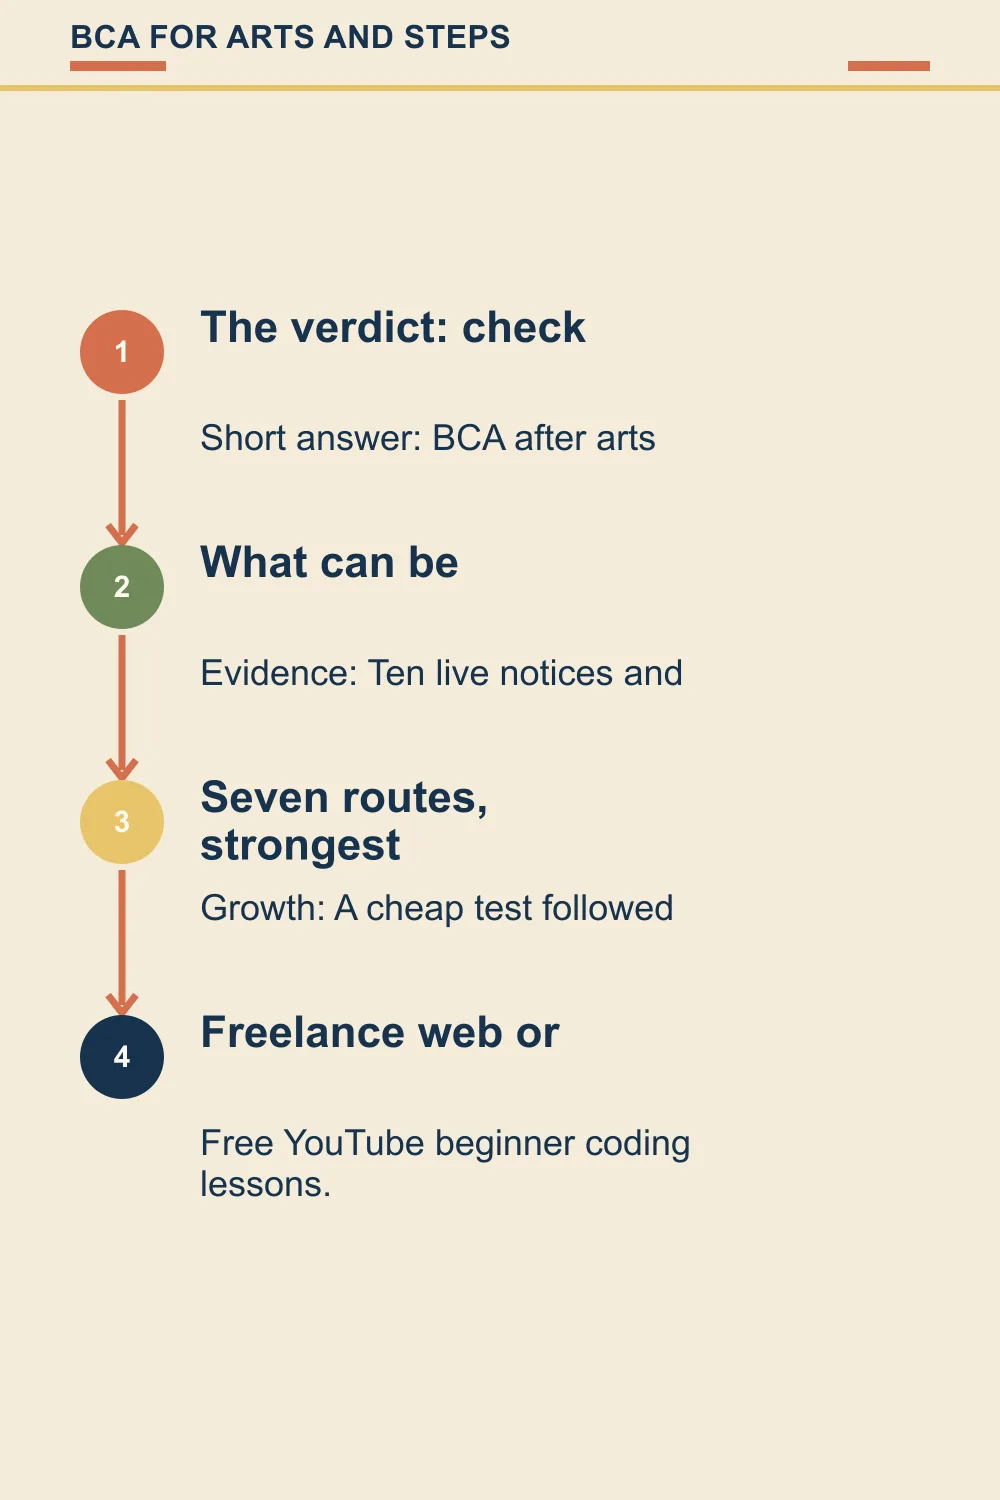 BCA FOR ARTS AND STEPS
1
The verdict: check
Short answer: BCA after arts
2
What can be
Evidence: Ten live notices and
3
Seven routes,
strongest
Growth: A cheap test followed
4
Freelance web or
Free YouTube beginner coding
lessons.